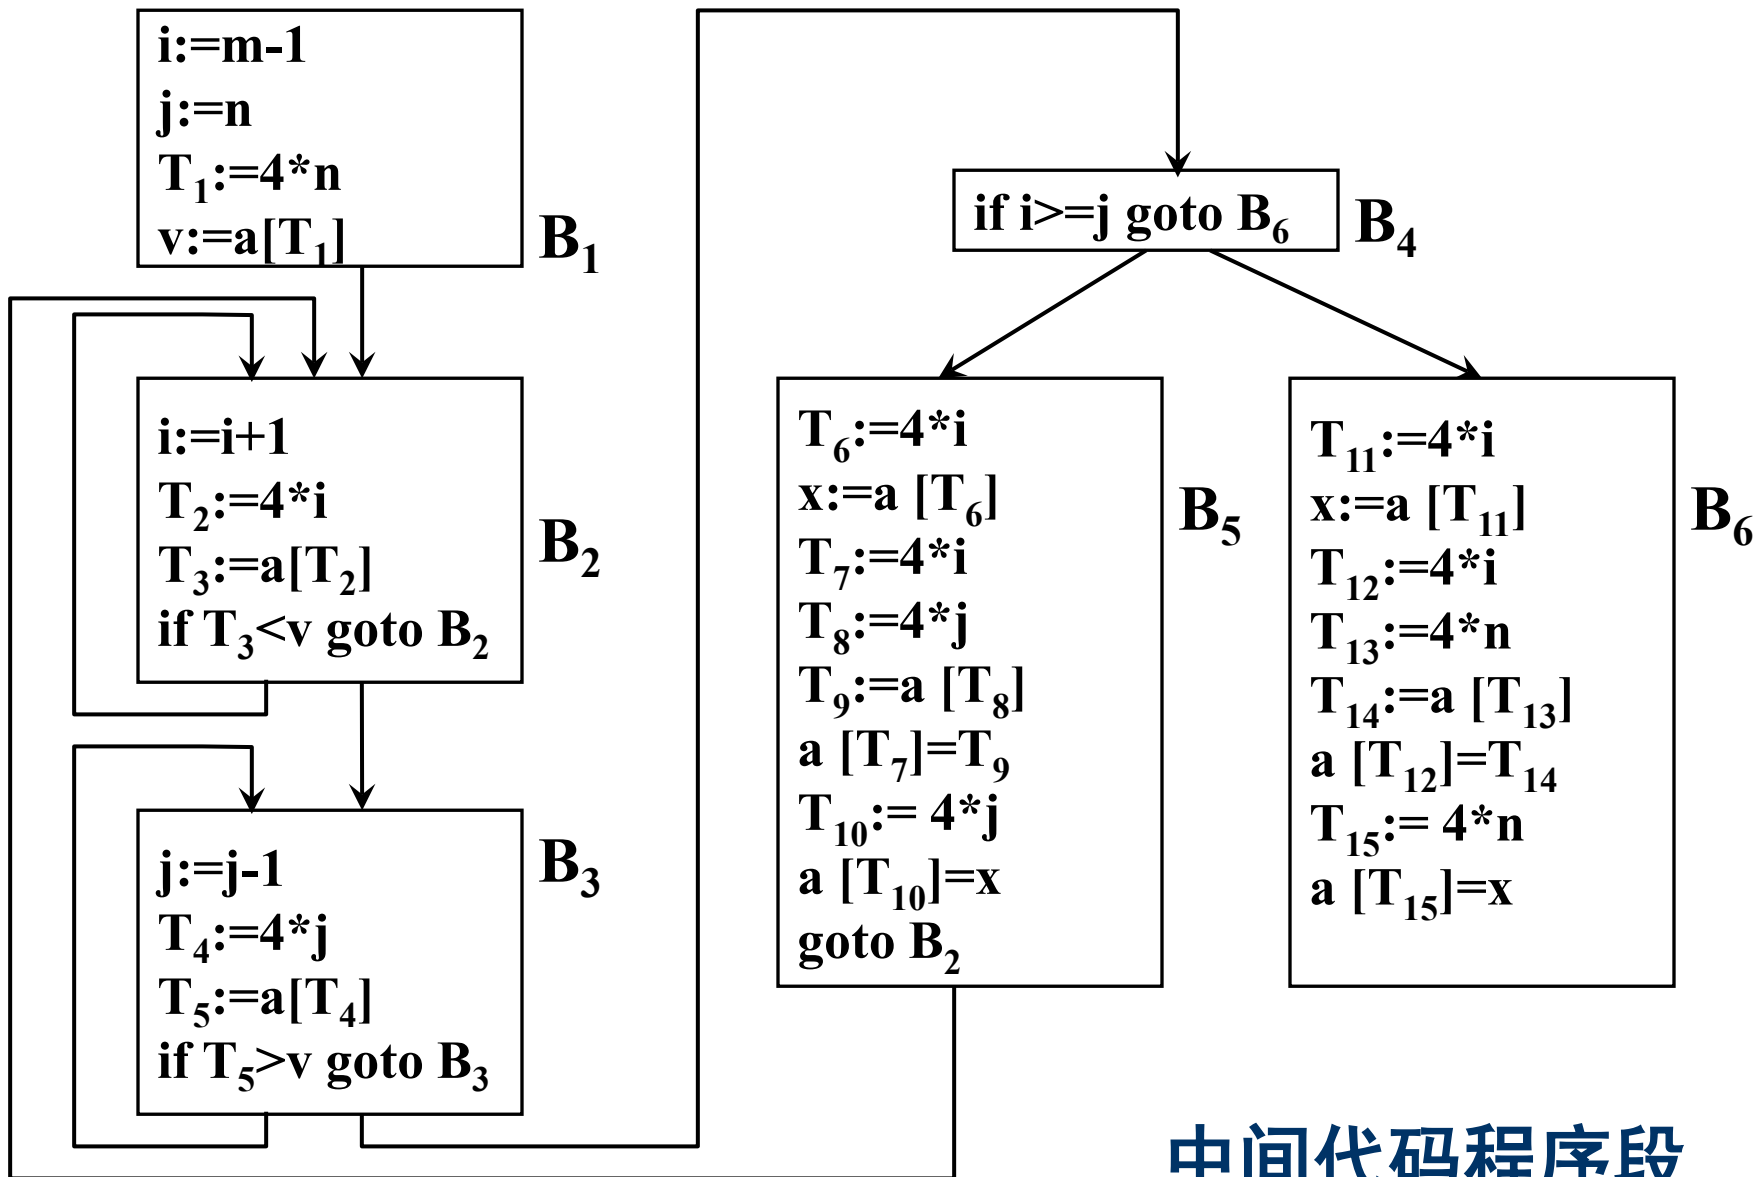 i:=m-1
j:=n
T₁:=4*n
v:=a[T₁]
B₁
i:=i+1
T₂:=4*i
T₃:=a[T₂]
if T₃<v goto B₂
B₂
j:=j-1
T₄:=4*j
T₅:=a[T₄]
if T₅>v goto B₃
B₃
if i>=j goto B₆
B₄
T₆:=4*i
x:=a [T₆]
T₇:=4*i
T₈:=4*j
T₉:=a [T₈]
a [T₇]=T₉
T₁₀:= 4*j
a [T₁₀]=x
goto B₂
B₅
T₁₁:=4*i
x:=a [T₁₁]
T₁₂:=4*i
T₁₃:=4*n
T₁₄:=a [T₁₃]
a [T₁₂]=T₁₄
T₁₅:= 4*n
a [T₁₅]=x
B₆
中间代码程序段